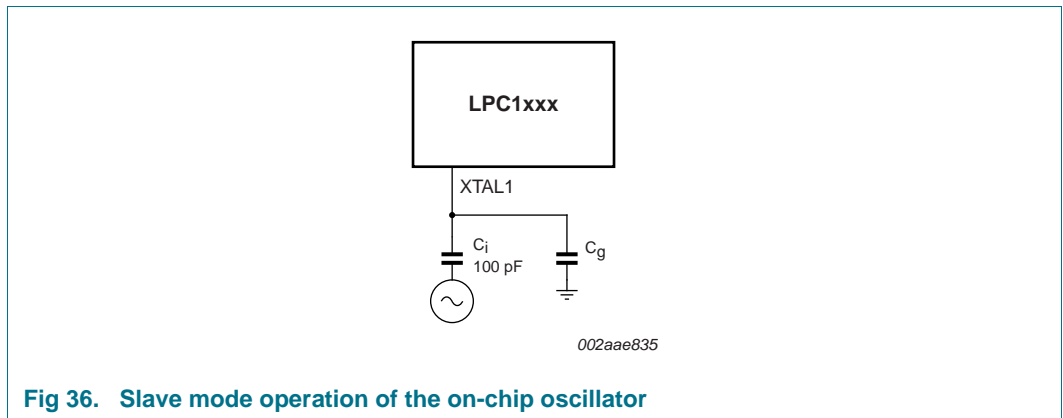 LPC1xxx
XTAL1
Ci
100 pF
Cg
002aae835
Fig 36. Slave mode operation of the on-chip oscillator